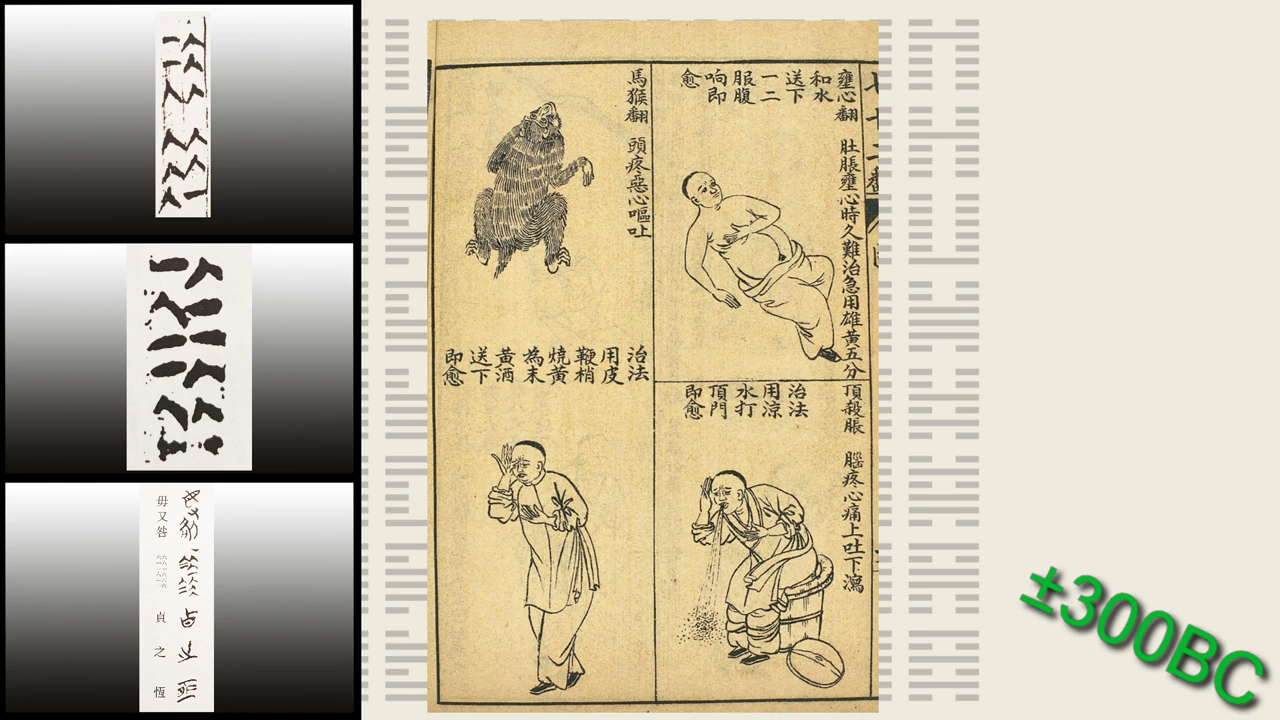 毋又咎
貞之恆
壅心翻 肚脹壅心時久難治急用雄黃五分
和水
送下
一二
服腹
响即
愈
頂殺脹 腦疼心痛上吐下瀉
治法
用涼
水打
頂門
即愈
馬猴翻 頭疼惡心嘔吐
治法
用皮
鞭梢
燒黃
為末
黃酒
送下
即愈
±300BC